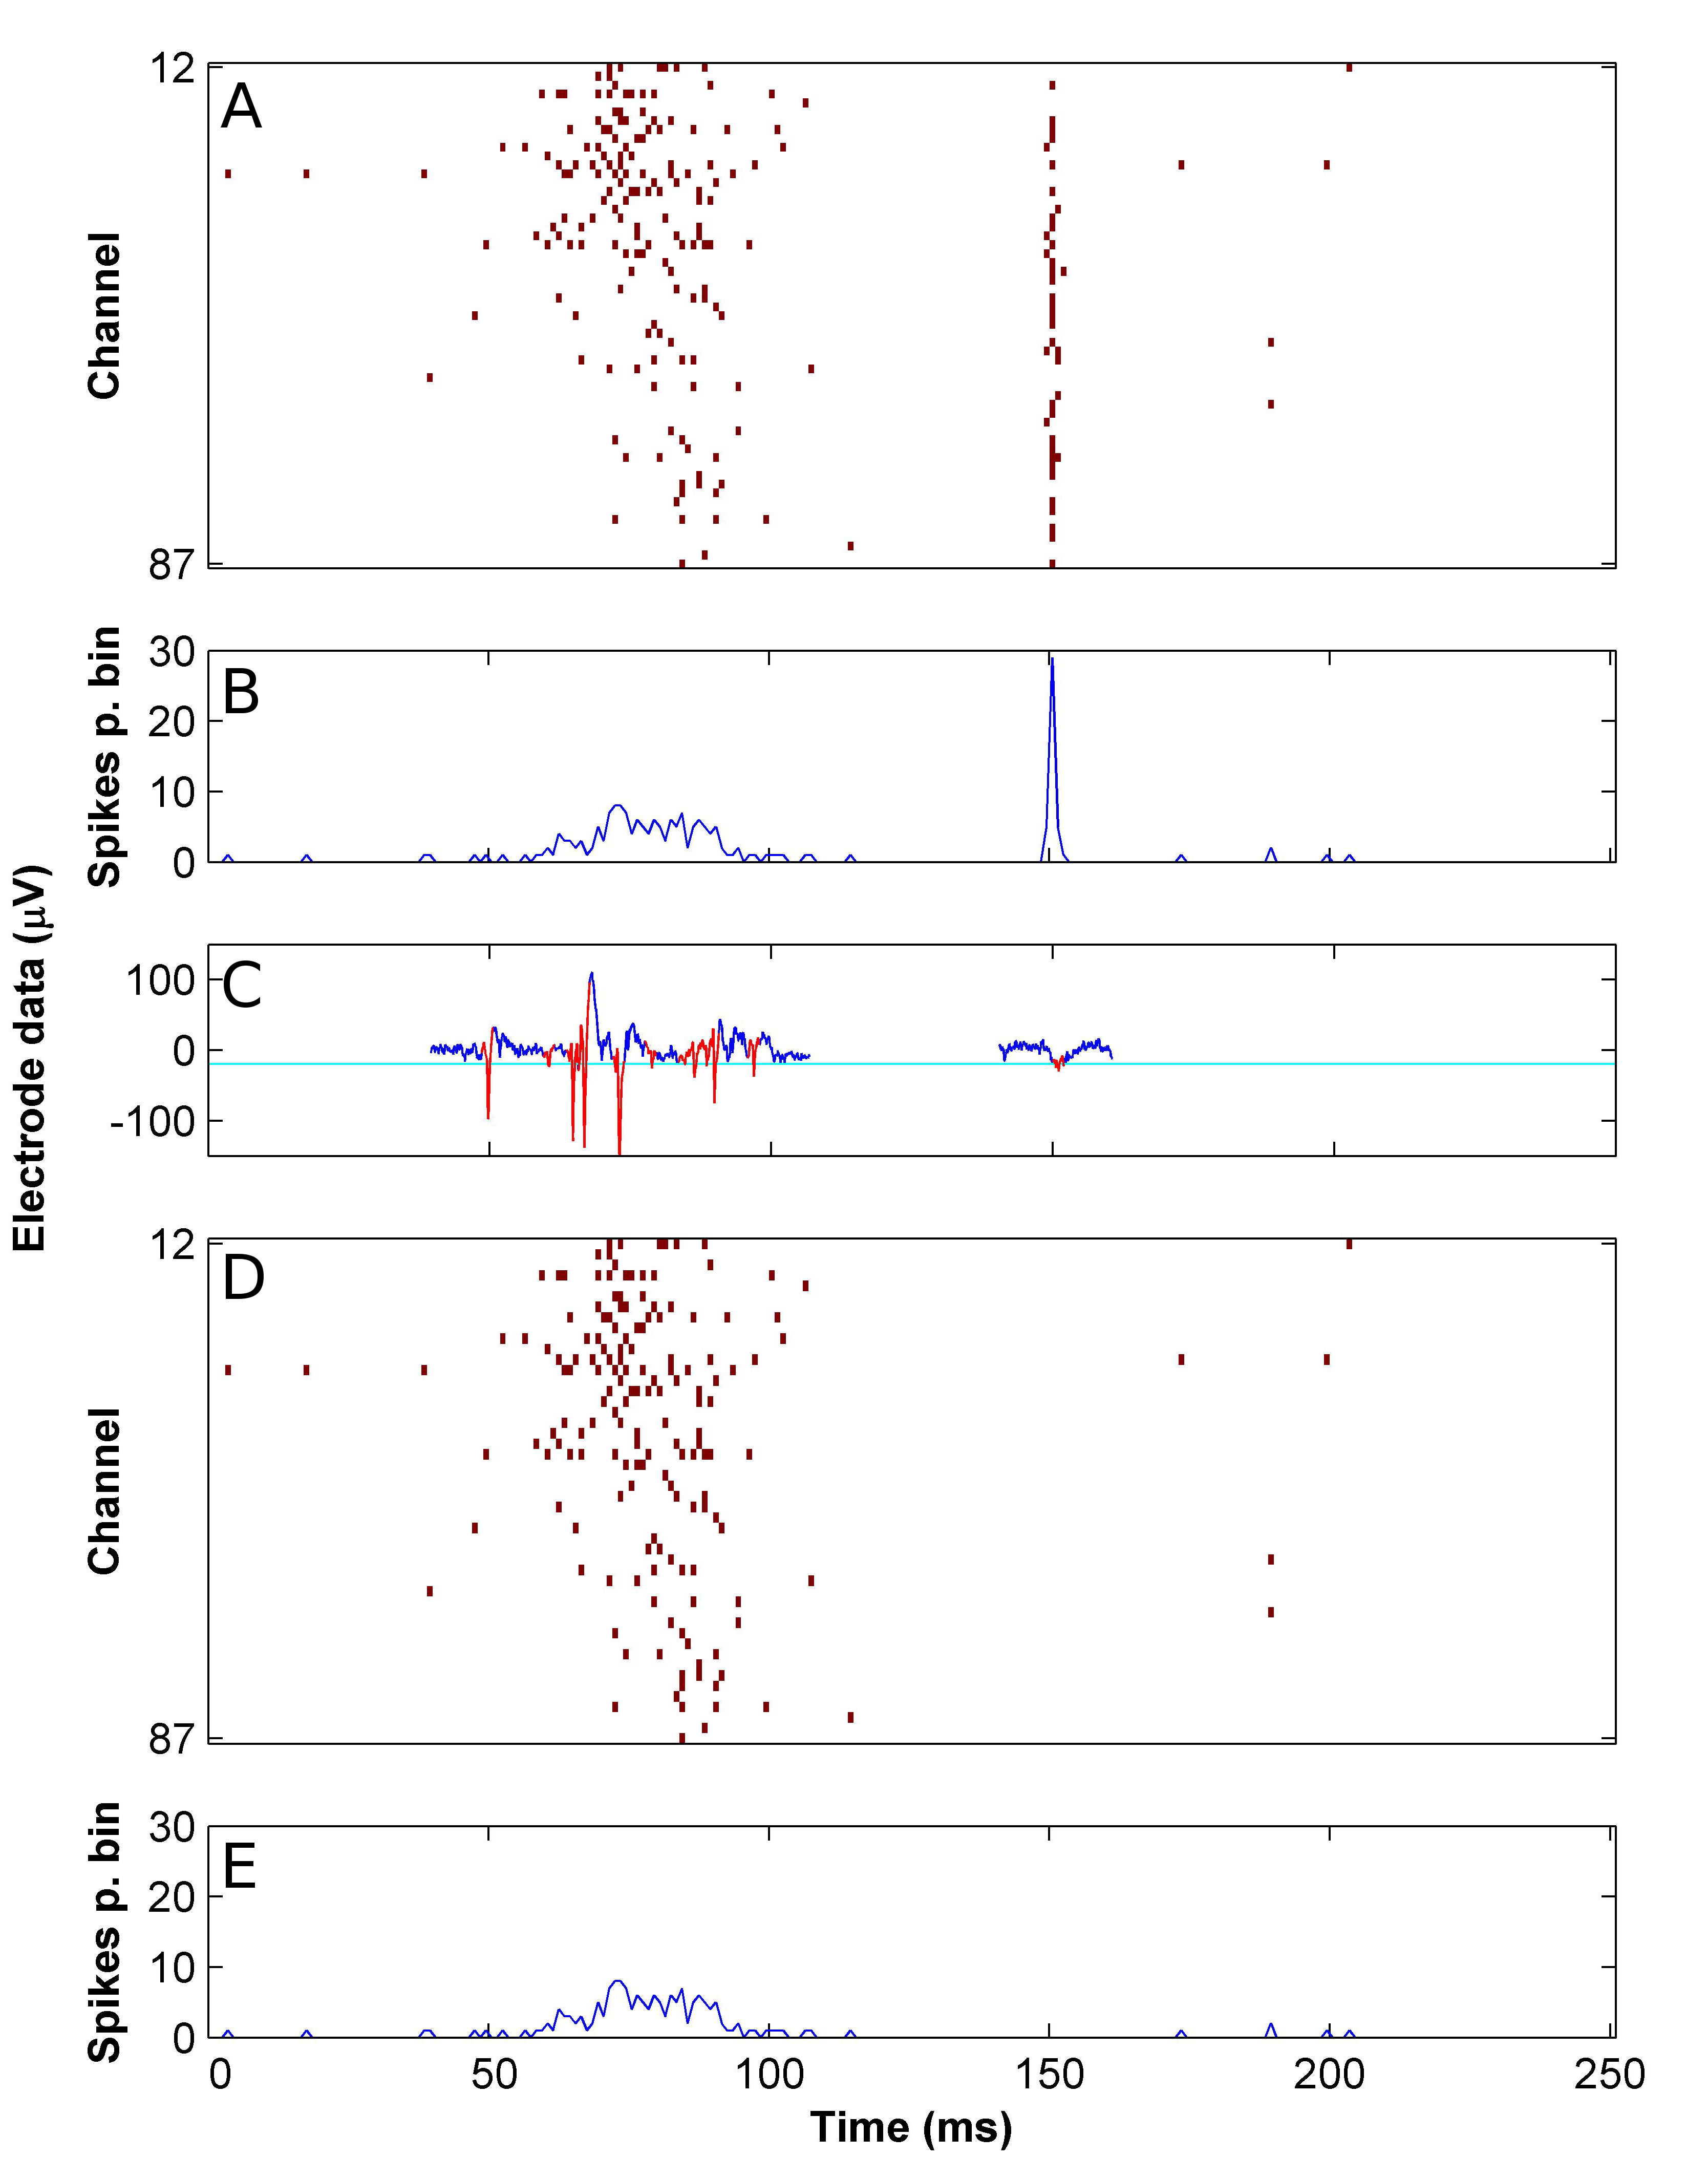 12
A
Channel
87
30
B
Spikes p. bin
20
10
0
Electrode data (μV)
100
C
0
-100
12
D
Channel
87
30
E
Spikes p. bin
20
10
0
0 50 100 150 200 250
Time (ms)